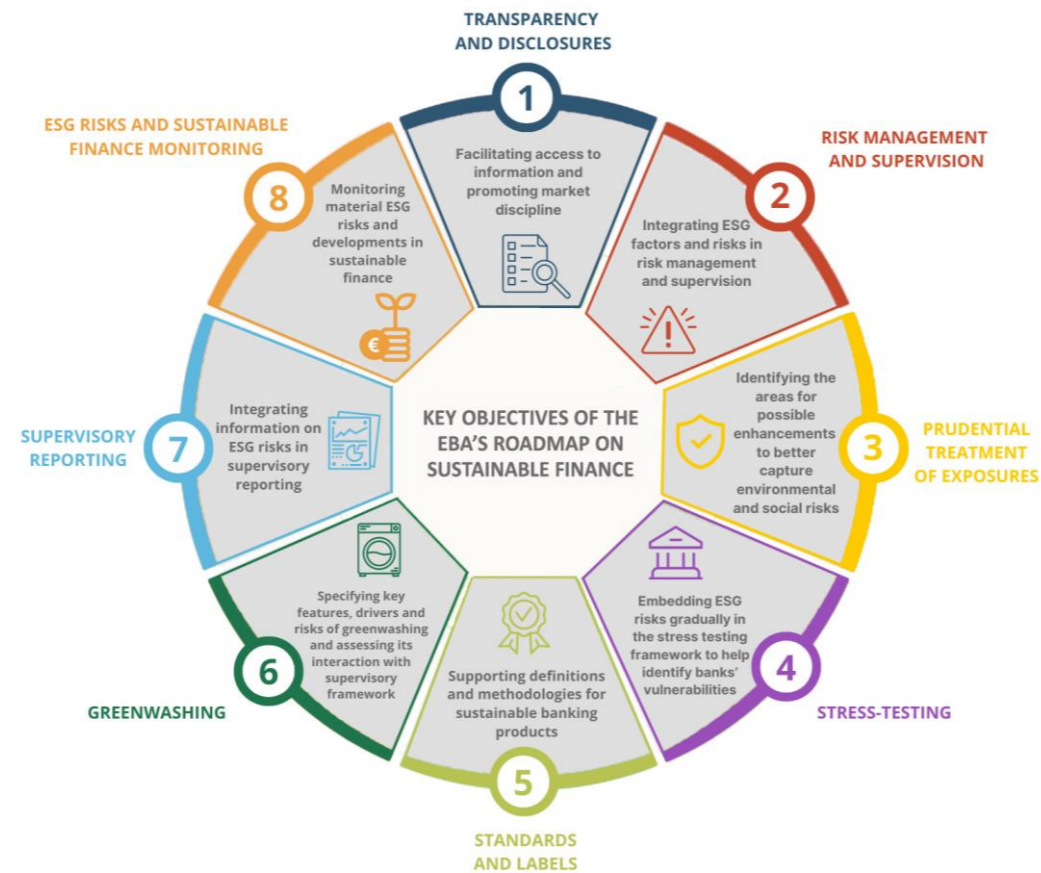 TRANSPARENCY
AND DISCLOSURES
1
Facilitating access to
information and
promoting market
discipline
RISK MANAGEMENT
AND SUPERVISION
2
Integrating ESG
factors and risks in
risk management
and supervision
PRUDENTIAL
TREATMENT
OF EXPOSURES
3
Identifying the
areas for
possible
enhancements
to better
capture
environmental
and social risks
STRESS-TESTING
4
Embedding ESG
risks gradually in
the stress testing
framework to help
identify banks'
vulnerabilities
STANDARDS
AND LABELS
5
Supporting definitions
and methodologies for
sustainable banking
products
GREENWASHING
6
Specifying key
features, drivers and
risks of greenwashing
and assessing its
interaction with
supervisory
framework
SUPERVISORY
REPORTING
7
Integrating
information on
ESG risks in
supervisory
reporting
ESG RISKS AND SUSTAINABLE
FINANCE MONITORING
8
Monitoring
material ESG
risks and
developments in
sustainable
finance
€
KEY OBJECTIVES OF THE
EBA'S ROADMAP ON
SUSTAINABLE FINANCE